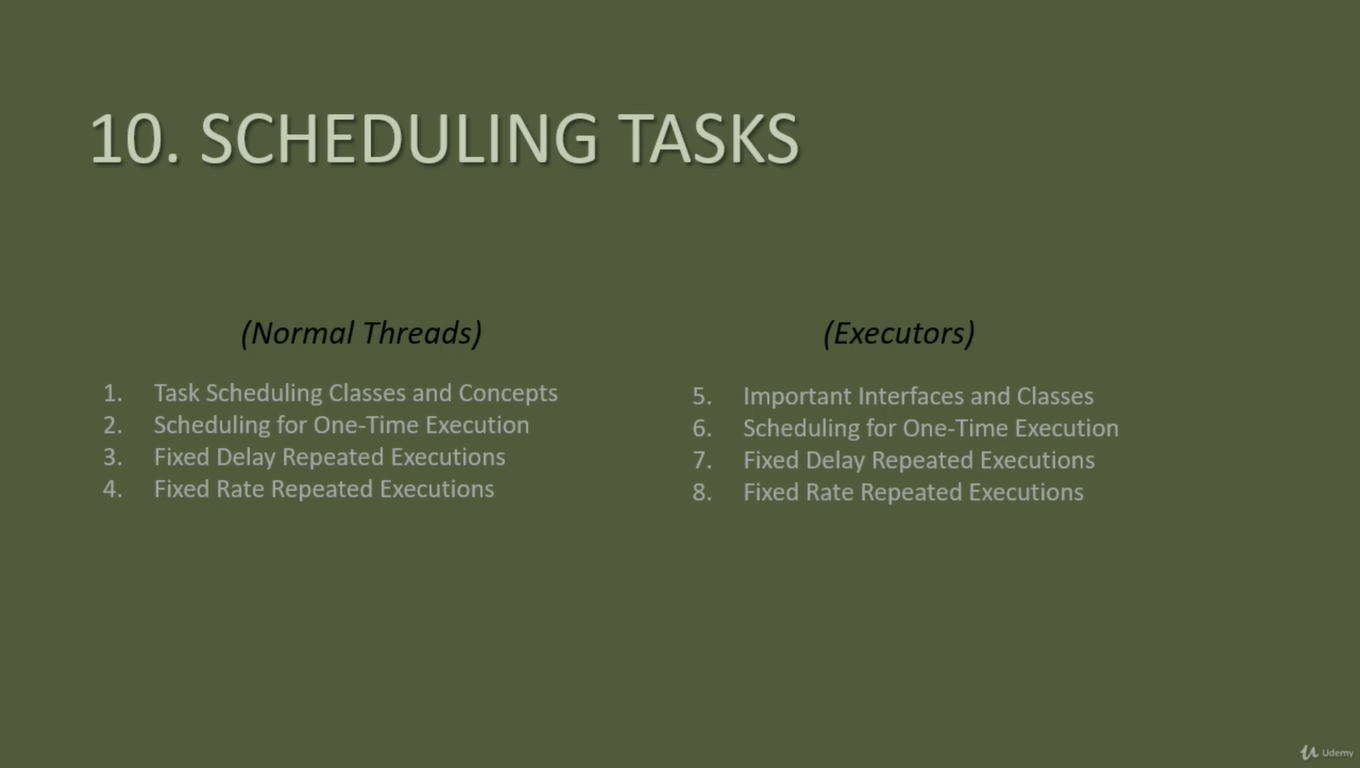 10. SCHEDULING TASKS
(Normal Threads)
1. Task Scheduling Classes and Concepts
2. Scheduling for One-Time Execution
3. Fixed Delay Repeated Executions
4. Fixed Rate Repeated Executions
(Executors)
5. Important Interfaces and Classes
6. Scheduling for One-Time Execution
7. Fixed Delay Repeated Executions
8. Fixed Rate Repeated Executions
Udemy